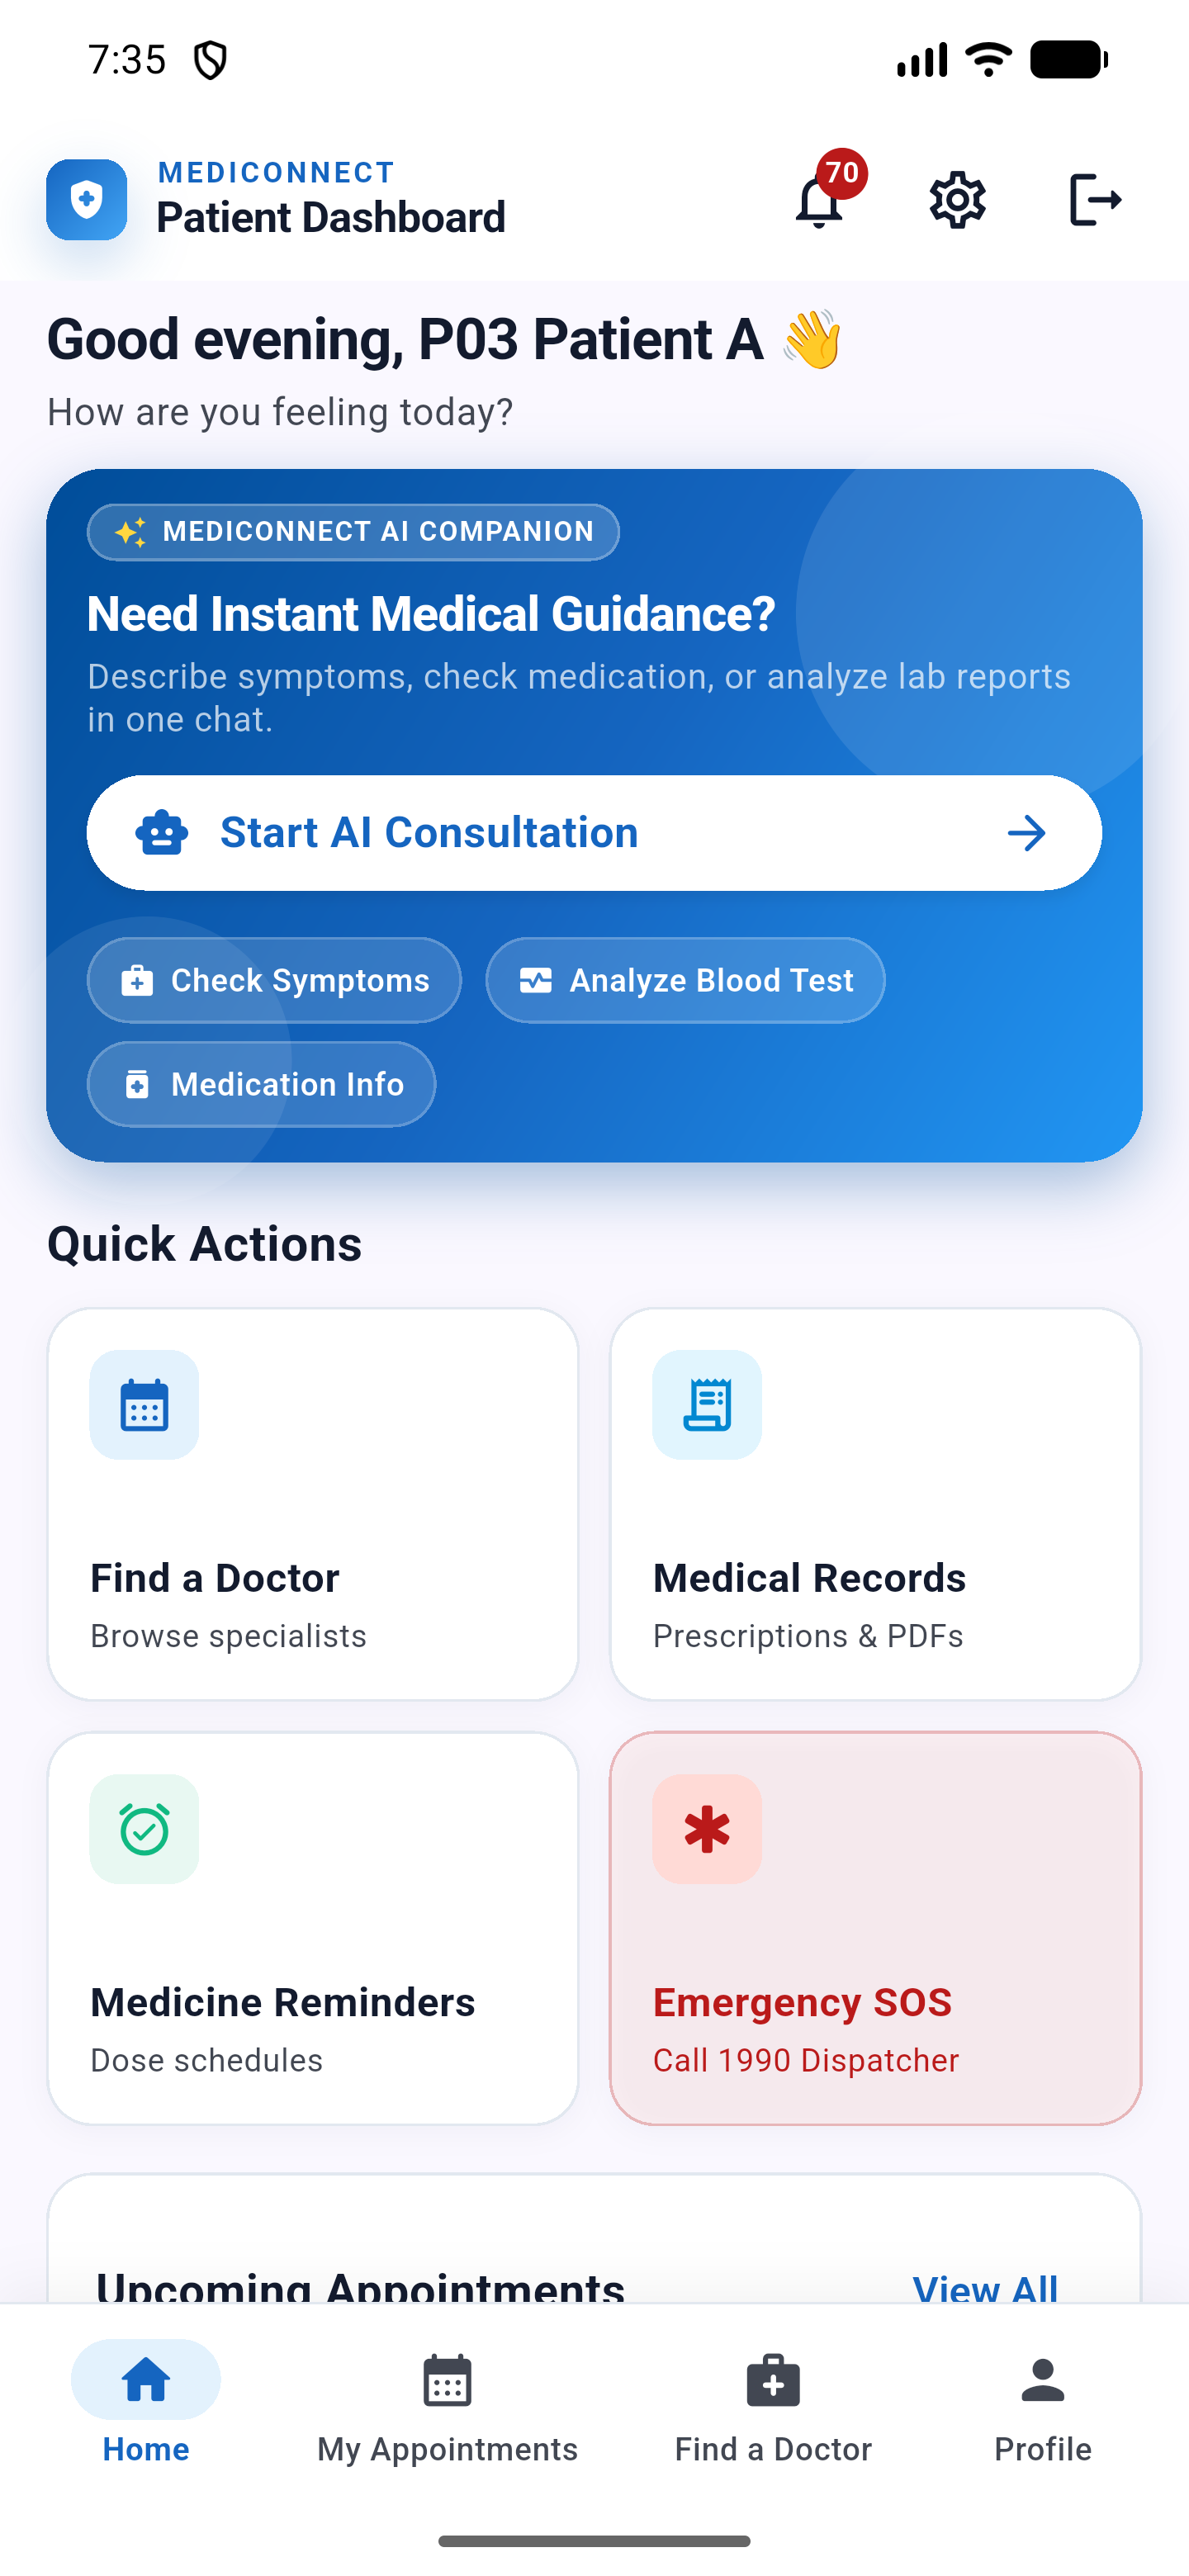 7:35
MEDICONNECT
Patient Dashboard
70
Good evening, P03 Patient A 👋
How are you feeling today?
MEDICONNECT AI COMPANION
Need Instant Medical Guidance?
Describe symptoms, check medication, or analyze lab reports
in one chat.
Start AI Consultation
Check Symptoms
Analyze Blood Test
Medication Info
Quick Actions
Find a Doctor
Browse specialists
Medical Records
Prescriptions & PDFs
Medicine Reminders
Dose schedules
Emergency SOS
Call 1990 Dispatcher
Upcoming Appointments
View All
Home
My Appointments
Find a Doctor
Profile